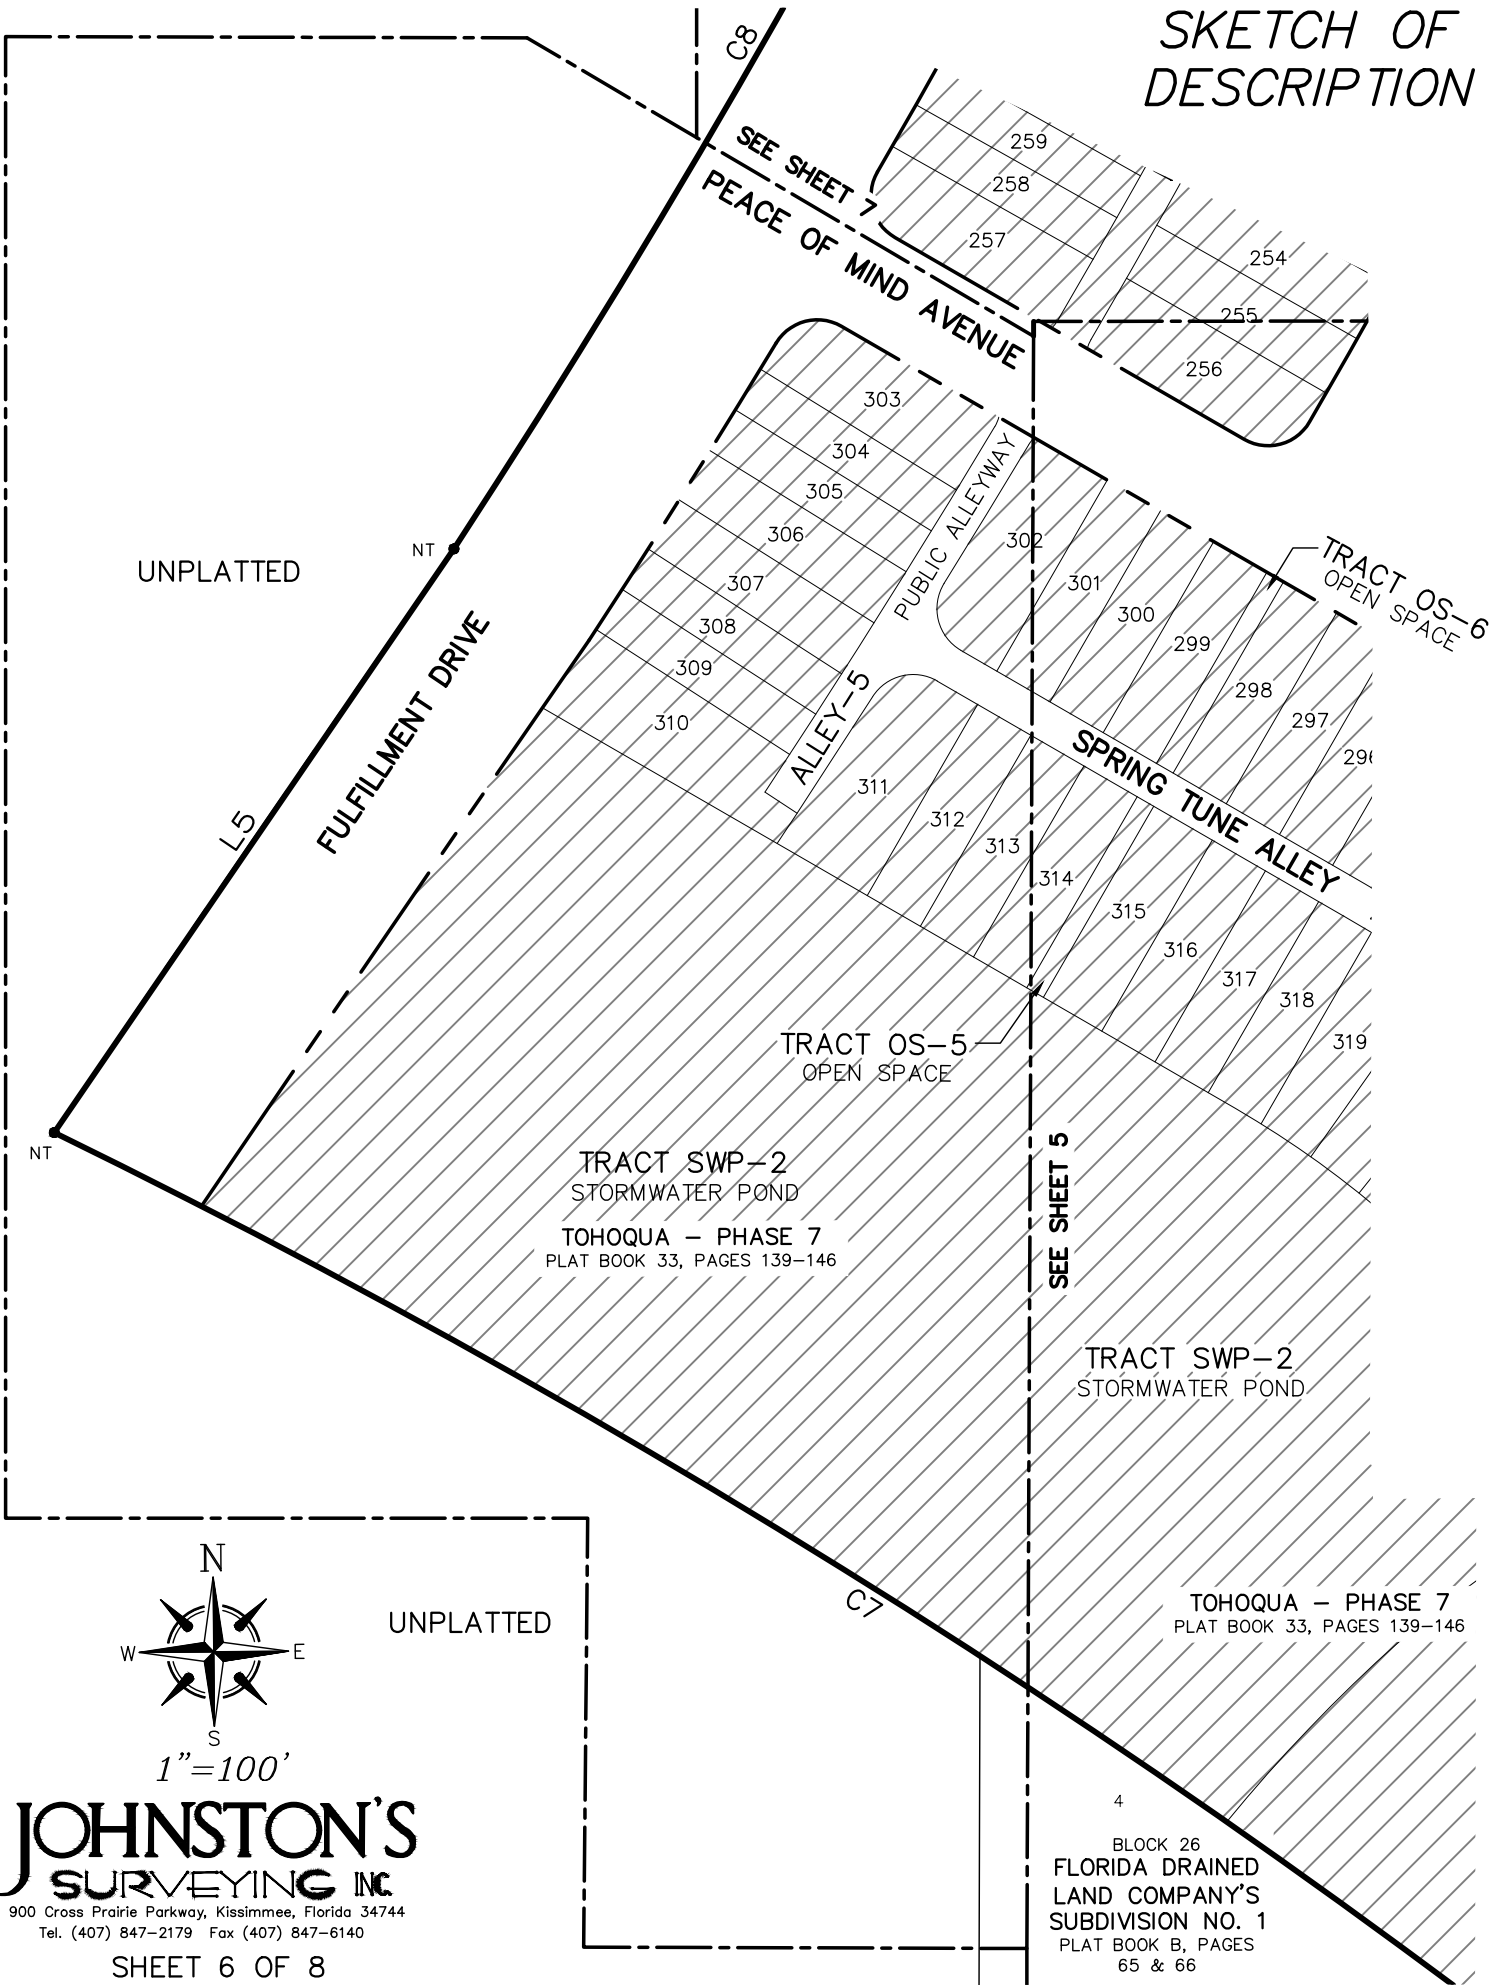 SKETCH OF
DESCRIPTION
C8
SEE SHEET 7
PEACE OF MIND AVENUE
259
258
257
254
255
256
303
304
305
306
307
308
309
310
PUBLIC ALLEYWAY
ALLEY-5
302
301
300
299
298
297
296
TRACT OS-6
OPEN SPACE
UNPLATTED
NT
FULFILLMENT DRIVE
L5
SPRING TUNE ALLEY
311
312
313
314
315
316
317
318
319
TRACT OS-5
OPEN SPACE
NT
TRACT SWP-2
STORMWATER POND
TOHOQUA - PHASE 7
PLAT BOOK 33, PAGES 139-146
SEE SHEET 5
TRACT SWP-2
STORMWATER POND
TOHOQUA - PHASE 7
PLAT BOOK 33, PAGES 139-146
C7
UNPLATTED
N
W
E
S
1"=100'
JOHNSTON'S
SURVEYING INC.
900 Cross Prairie Parkway, Kissimmee, Florida 34744
Tel. (407) 847-2179 Fax (407) 847-6140
SHEET 6 OF 8
4
BLOCK 26
FLORIDA DRAINED
LAND COMPANY'S
SUBDIVISION NO. 1
PLAT BOOK B, PAGES
65 & 66